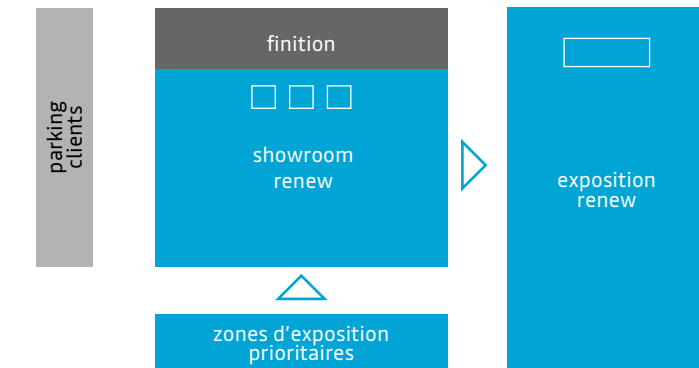 parking
clients
finition
showroom
renew
exposition
renew
zones d'exposition
prioritaires